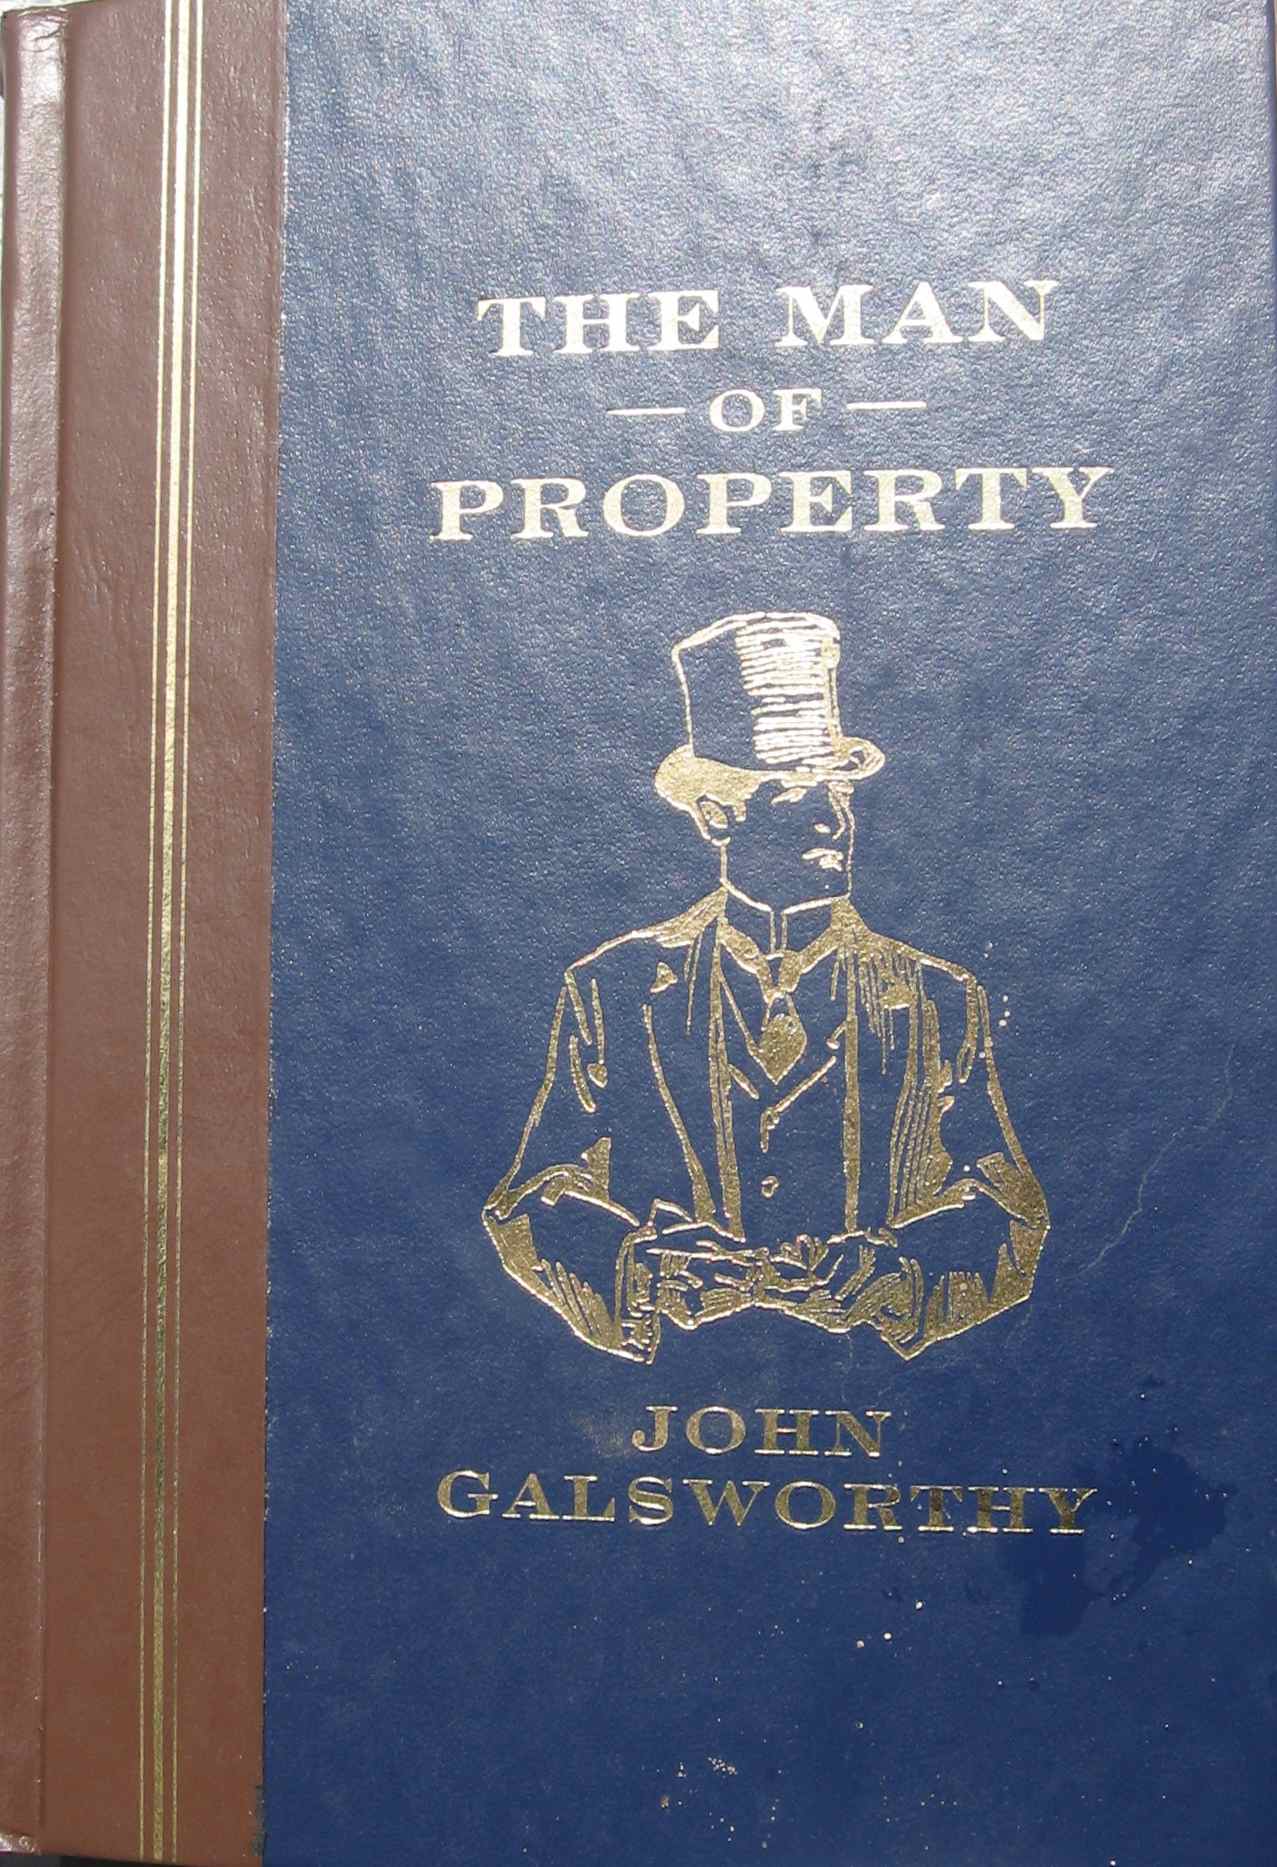 THE MAN
— OF —
PROPERTY
JOHN
GALSWORTHY